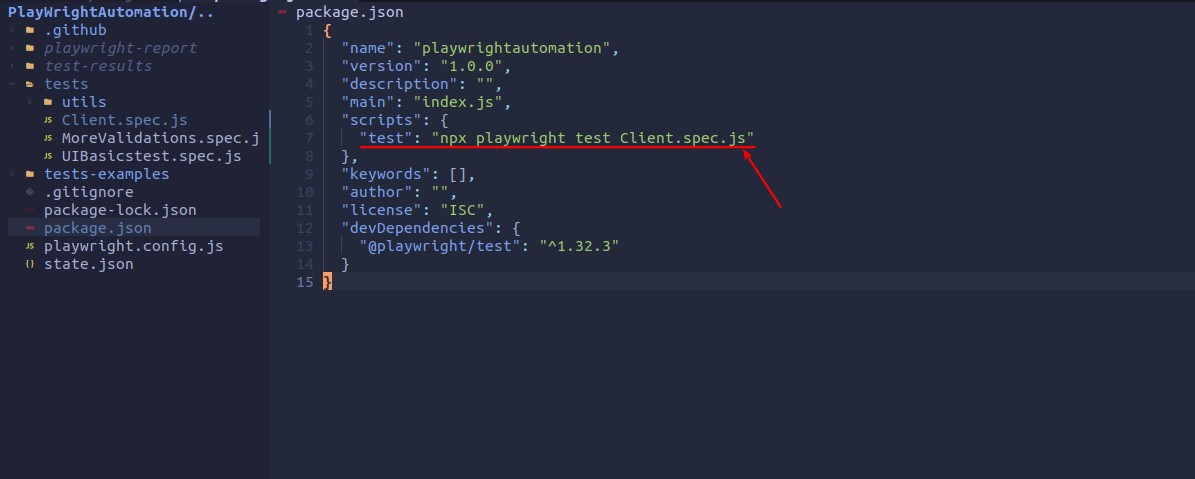 PlayWrightAutomation/..
.github
playwright-report
test-results
tests
utils
Client.spec.js
MoreValidations.spec.j
UIBasicstest.spec.js
tests-examples
.gitignore
package-lock.json
package.json
playwright.config.js
state.json
package.json
1 {
2 "name": "playwrightautomation",
3 "version": "1.0.0",
4 "description": "",
5 "main": "index.js",
6 "scripts": {
7 "test": "npx playwright test Client.spec.js"
8 },
9 "keywords": [],
10 "author": "",
11 "license": "ISC",
12 "devDependencies": {
13 "@playwright/test": "^1.32.3"
14 }
15 }